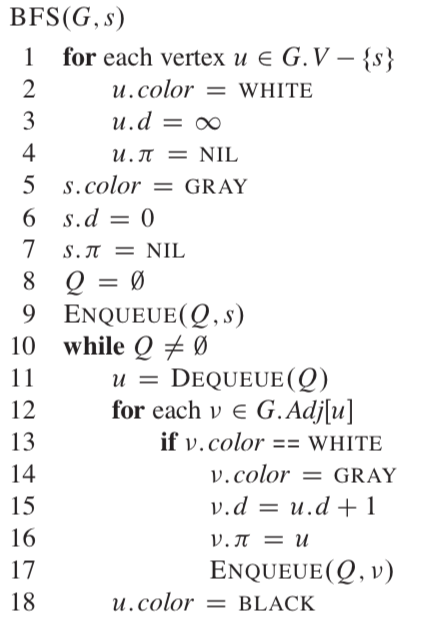 BFS(G, s)
1 for each vertex u ∈ G.V − {s}
2 u.color = WHITE
3 u.d = ∞
4 u.π = NIL
5 s.color = GRAY
6 s.d = 0
7 s.π = NIL
8 Q = Ø
9 ENQUEUE(Q, s)
10 while Q ≠ Ø
11 u = DEQUEUE(Q)
12 for each v ∈ G.Adj[u]
13 if v.color == WHITE
14 v.color = GRAY
15 v.d = u.d + 1
16 v.π = u
17 ENQUEUE(Q, v)
18 u.color = BLACK